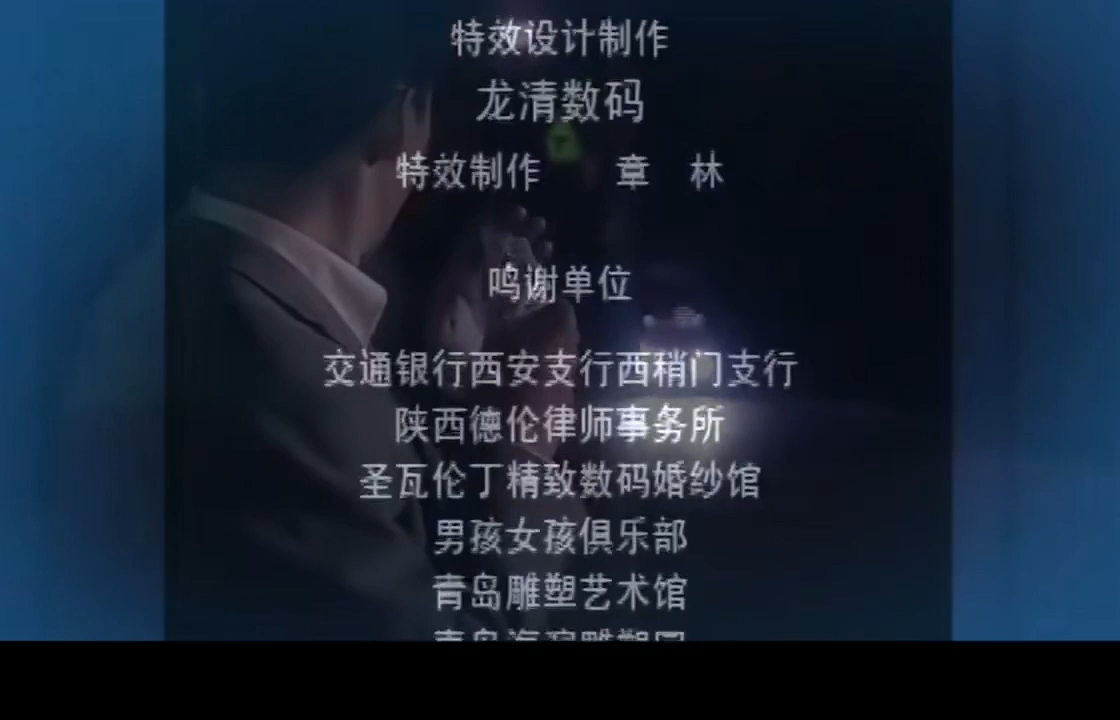 特效设计制作
龙清数码
特效制作 章 林
鸣谢单位
交通银行西安支行西稍门支行
陕西德伦律师事务所
圣瓦伦丁精致数码婚纱馆
男孩女孩俱乐部
青岛雕塑艺术馆